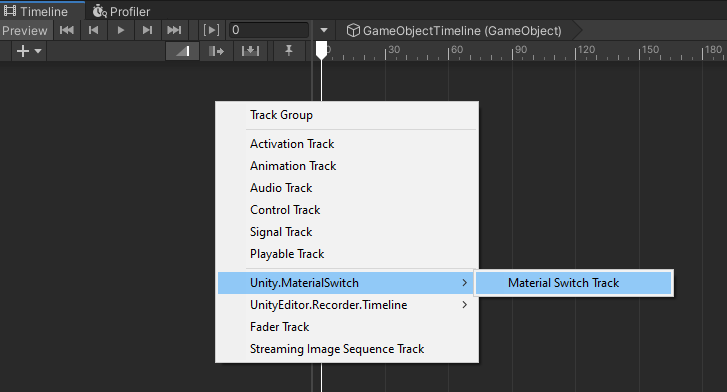 Timeline Profiler
Preview 0 GameObjectTimeline (GameObject)
0 30 60 90 120 150 180
Track Group
Activation Track
Animation Track
Audio Track
Control Track
Signal Track
Playable Track
Unity.MaterialSwitch Material Switch Track
UnityEditor.Recorder.Timeline
Fader Track
Streaming Image Sequence Track